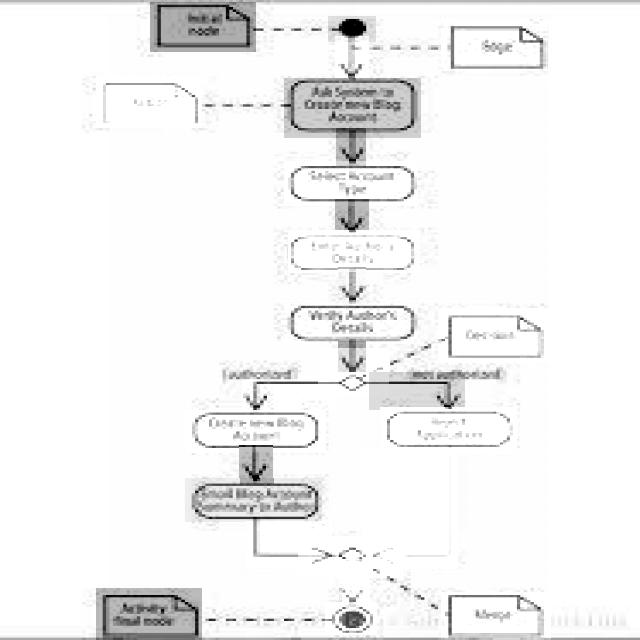 Initial
node
Edge
Ask System to
Create new Blog
Account
Select Account
Type
Enter Author's
Details
Verify Author's
Details
Decision
[authorized]
[not authorized]
Create new Blog
Account
Reject
Application
Email Blog Account
Summary to Author
Activity
final node
Merge